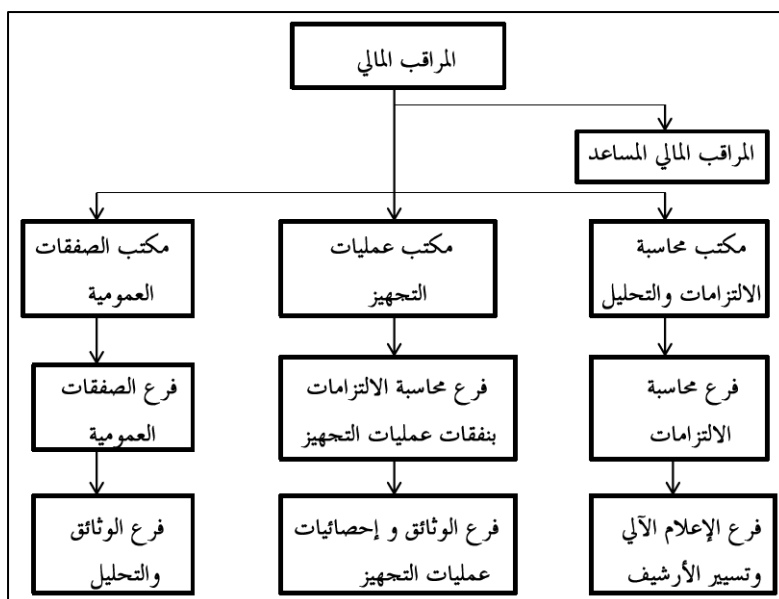 المراقب المالي
المراقب المالي المساعد
مكتب محاسبة
الالتزامات والتحليل
مكتب عمليات
التجهيز
مكتب الصفقات
العمومية
فرع محاسبة
الالتزامات
فرع محاسبة الالتزامات
بنفقات عمليات التجهيز
فرع الصفقات
العمومية
فرع الإعلام الآلي
وتسيير الأرشيف
فرع الوثائق و إحصائيات
عمليات التجهيز
فرع الوثائق
والتحليل